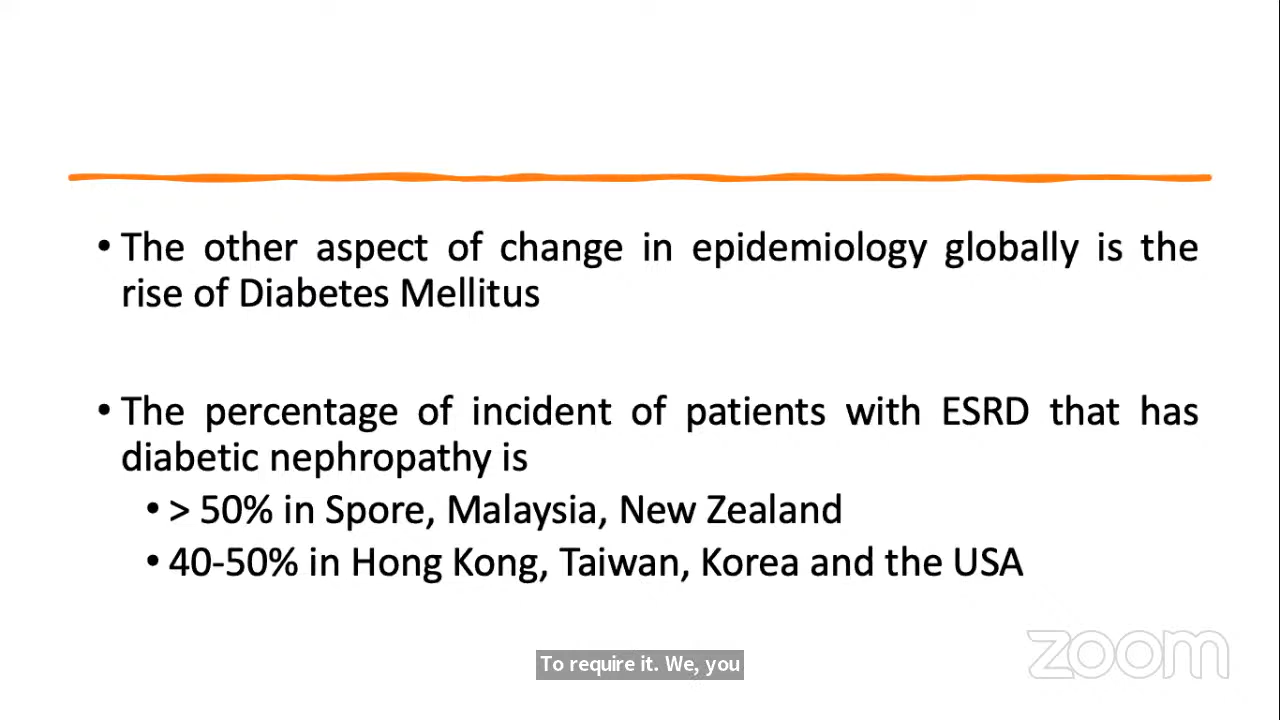 • The other aspect of change in epidemiology globally is the
rise of Diabetes Mellitus
• The percentage of incident of patients with ESRD that has
diabetic nephropathy is
• > 50% in Spore, Malaysia, New Zealand
• 40-50% in Hong Kong, Taiwan, Korea and the USA
To require it. We, you
zoom